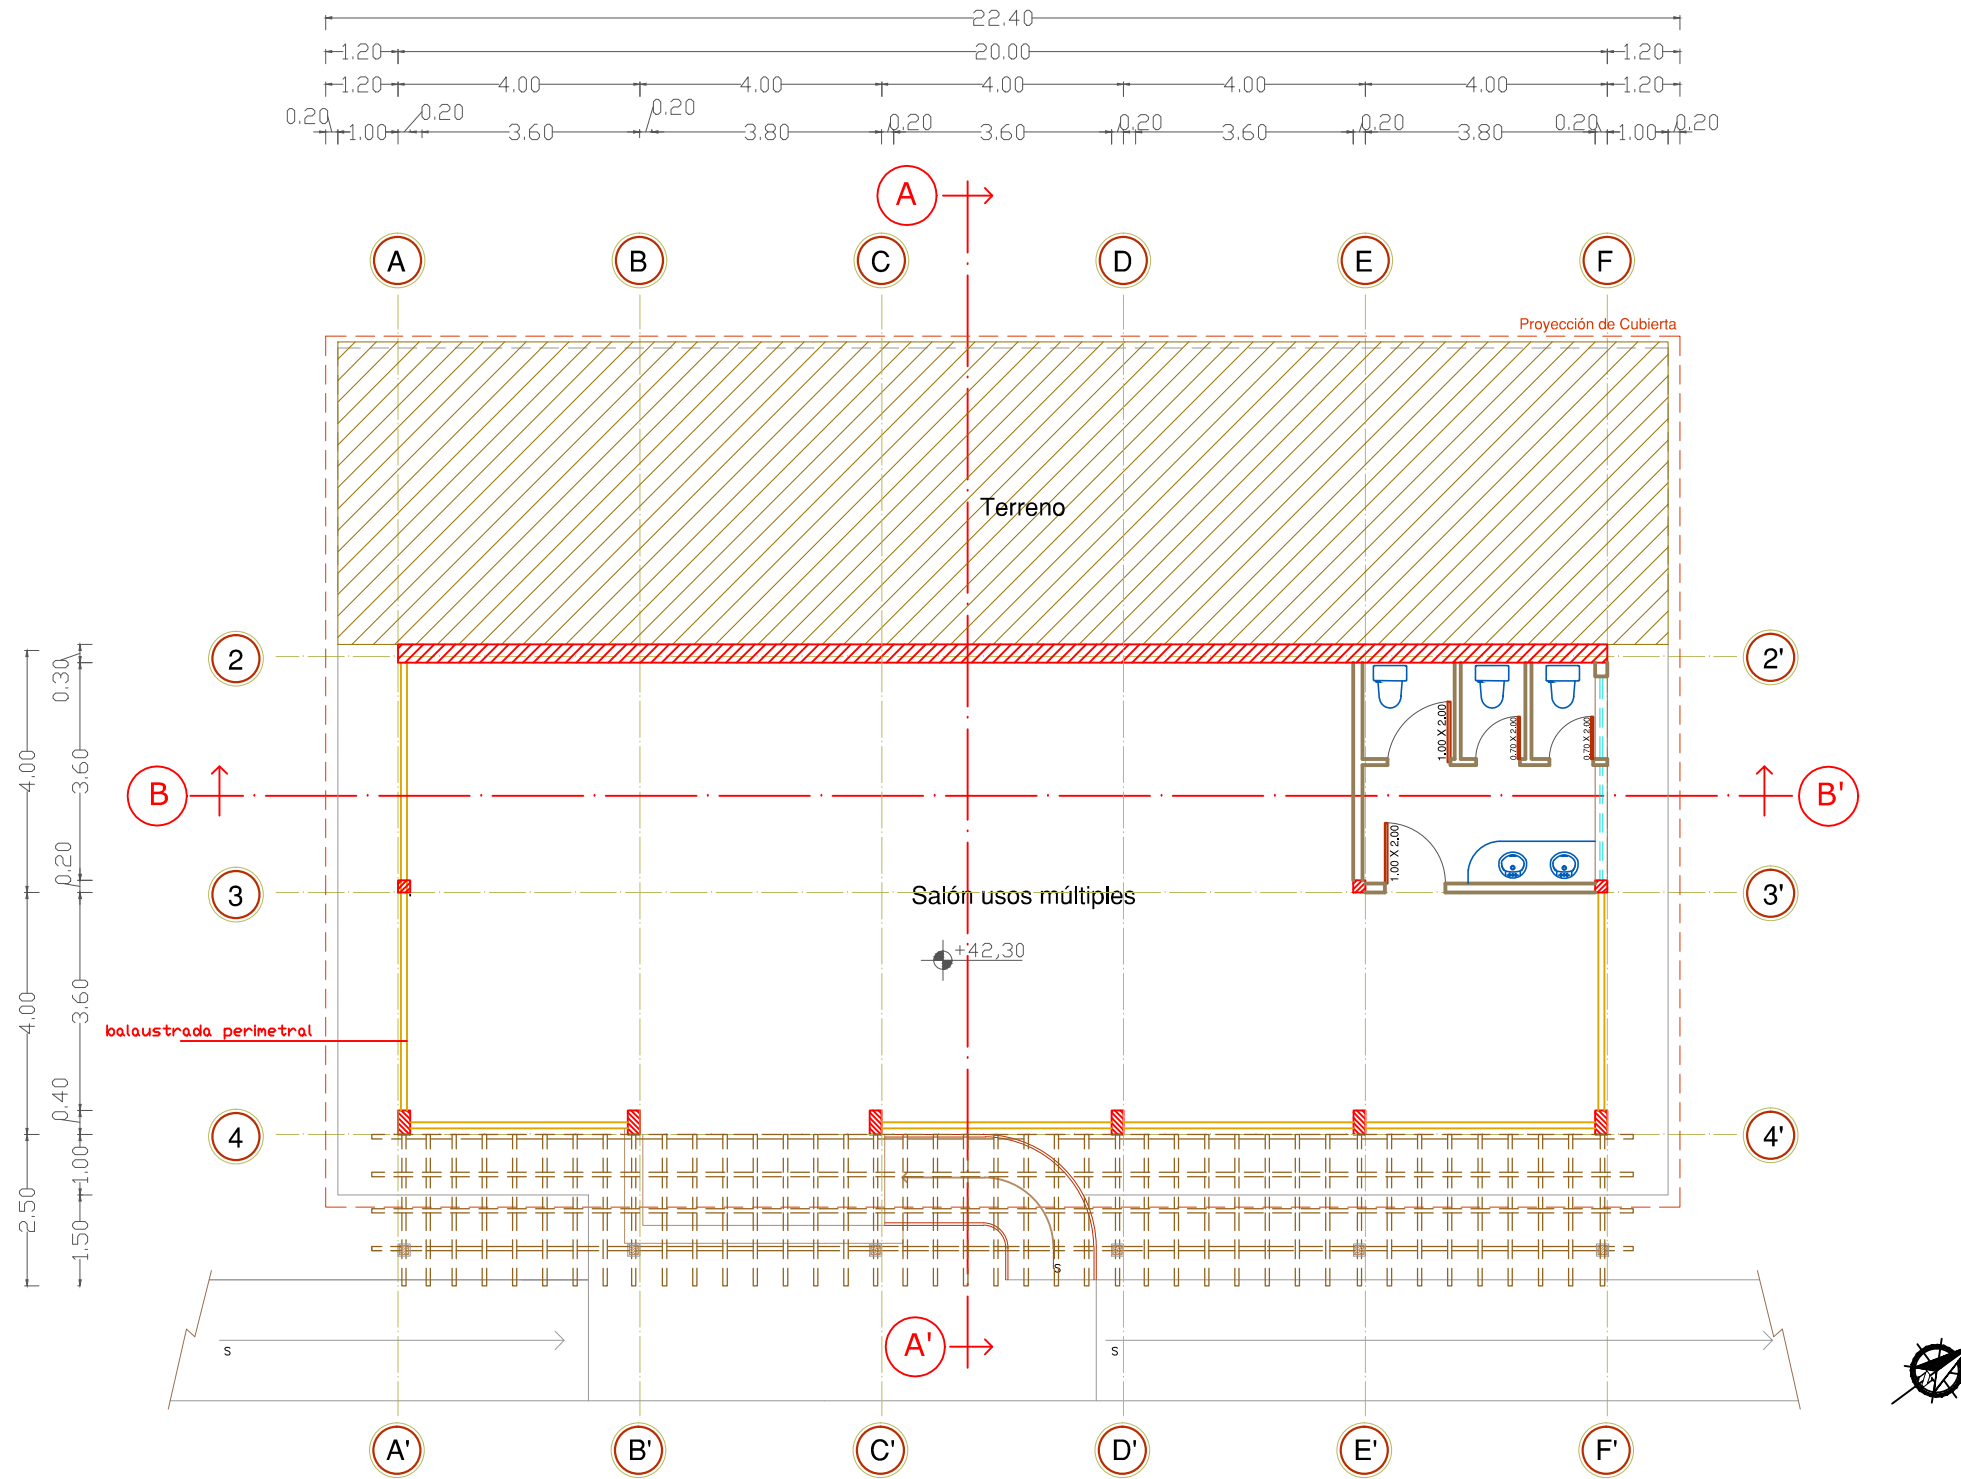 22.40
1.20 20.00 1.20
1.20 4.00 4.00 4.00 4.00 4.00 1.20
0.20 1.00 0.20 3.60 0.20 3.80 0.20 3.60 0.20 3.60 0.20 3.80 0.20 1.00 0.20
A
A B C D E F
Proyección de Cubierta
Terreno
2 2'
0.30
4.00 3.60
1.00 X 2.00 0.70 X 2.00 0.70 X 2.00
B B'
0.20
1.00 X 2.00
3 Salón usos múltiples 3'
+42,30
4.00 3.60
balaustrada perimetral
0.40
4 4'
1.00
2.50 1.50
s
A'
s s
A' B' C' D' E' F'